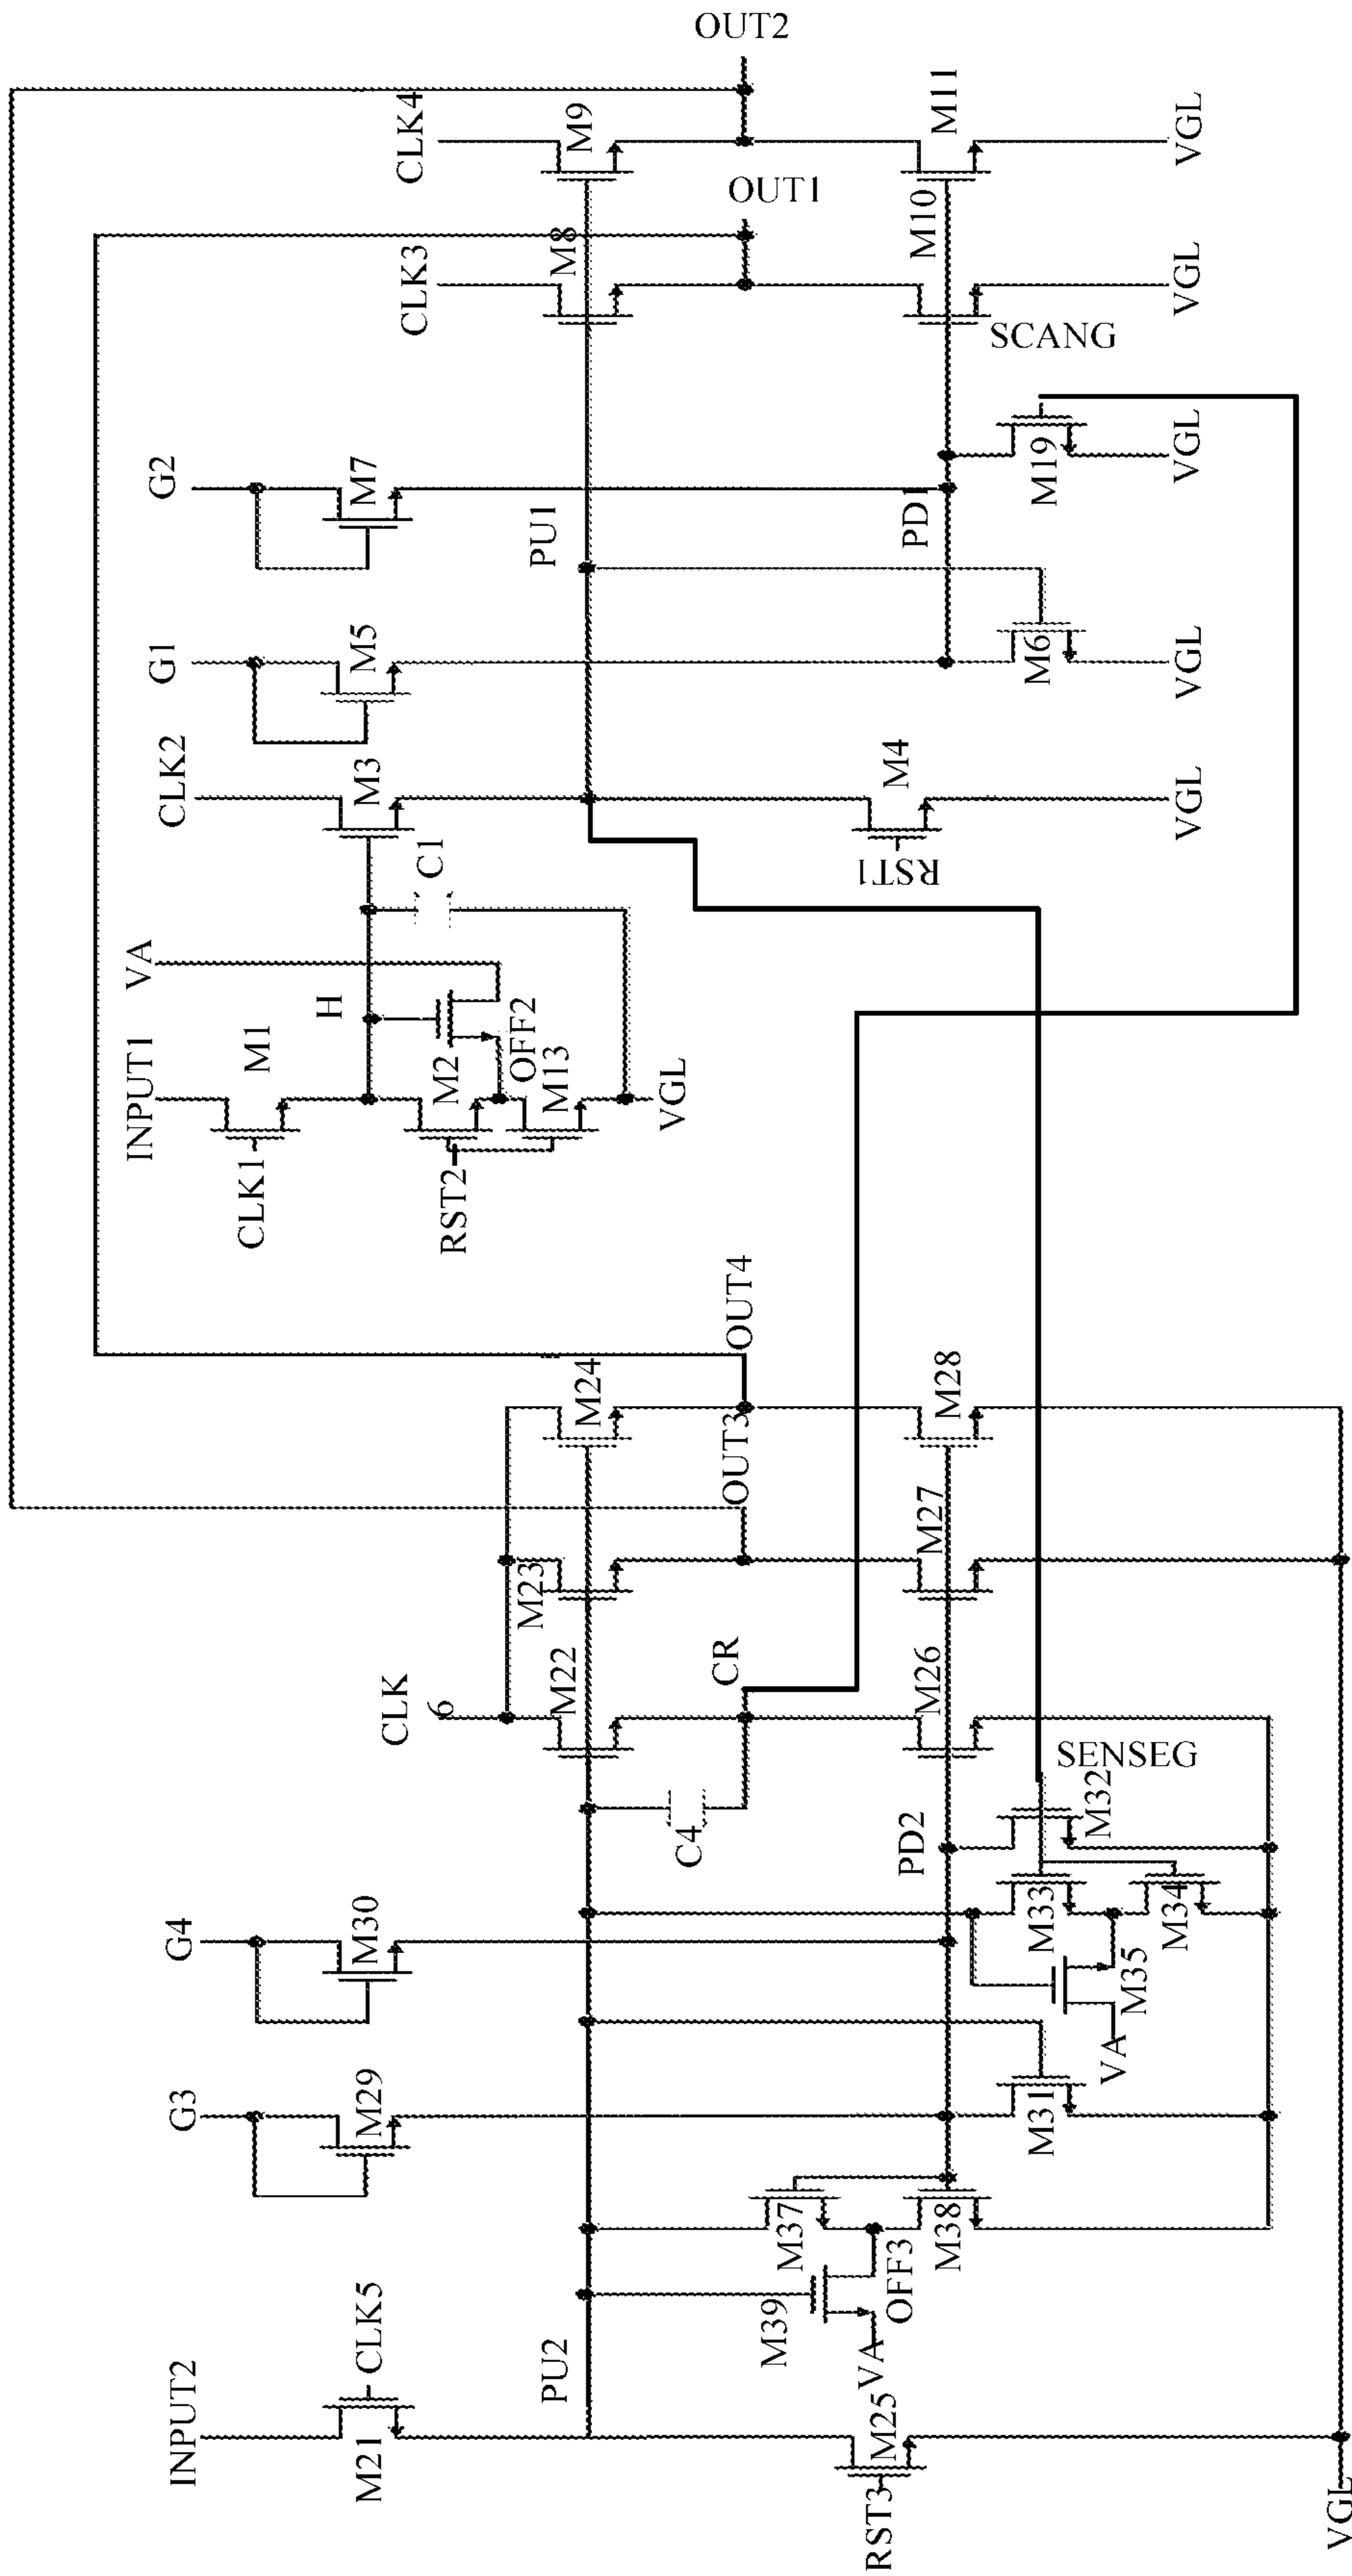 INPUT2
M21
CLK5
PU2
RST3
M25
VGL
G3
M29
G4
M30
M37
M38
M39
OFF3
VA
M31
M33
M34
M35
VA
M32
SENSEG
PD2
C4
CLK
6
M22
CR
M26
M23
OUT3
M27
M24
OUT4
M28
INPUT1
M1
CLK1
H
VA
M2
OFF2
M13
RST2
VGL
C1
CLK2
M3
M4
RST1
VGL
G1
M5
M6
VGL
G2
M7
PU1
PD1
M19
VGL
SCANG
CLK3
M8
OUT1
M10
VGL
CLK4
M9
OUT2
M11
VGL